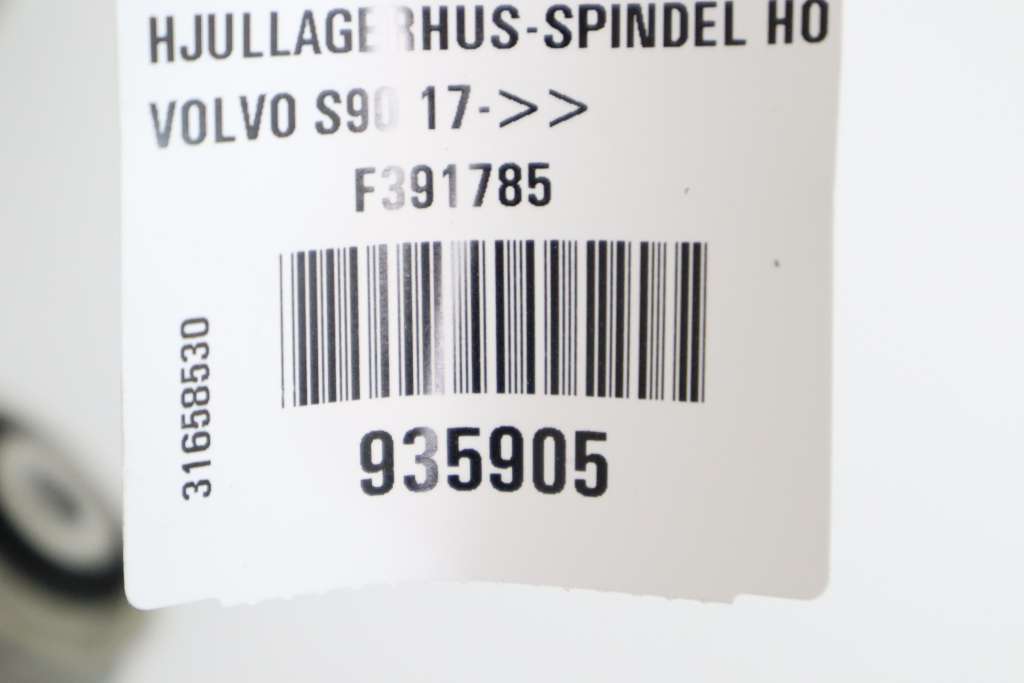 HJULLAGERHUS-SPINDEL HO
VOLVO S90 17->>
F391785
31658530
935905